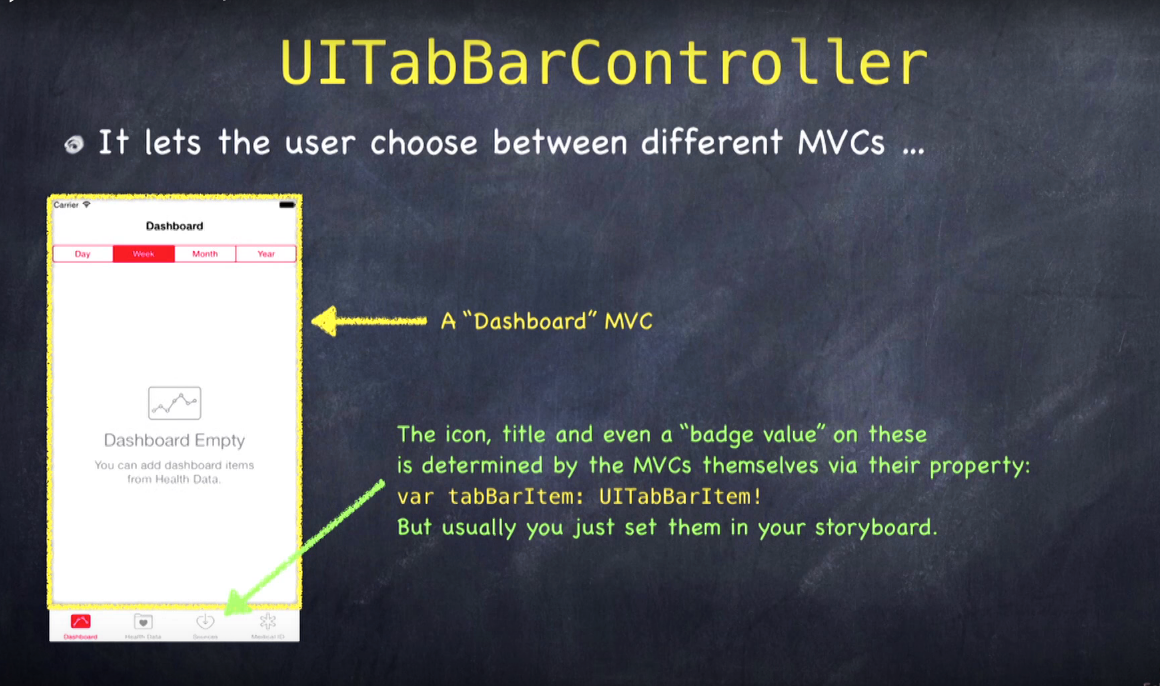 UITabBarController
It lets the user choose between different MVCs ...
Carrier
Dashboard
Day Week Month Year
A “Dashboard” MVC
Dashboard Empty
You can add dashboard items
from Health Data.
The icon, title and even a “badge value” on these
is determined by the MVCs themselves via their property:
var tabBarItem: UITabBarItem!
But usually you just set them in your storyboard.
Dashboard Health Data Sources Medical ID